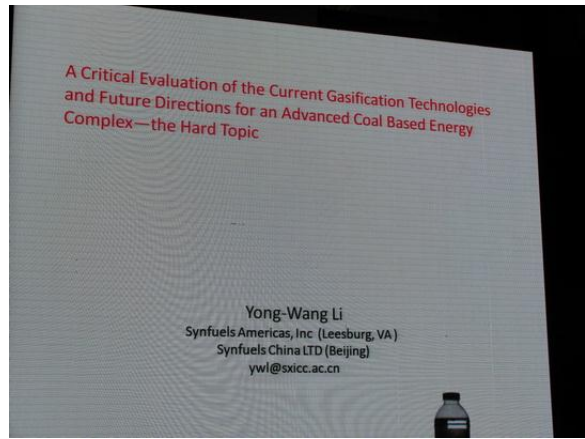 A Critical Evaluation of the Current Gasification Technologies
and Future Directions for an Advanced Coal Based Energy
Complex—the Hard Topic
Yong-Wang Li
Synfuels Americas, Inc (Leesburg, VA )
Synfuels China LTD (Beijing)
ywl@sxicc.ac.cn